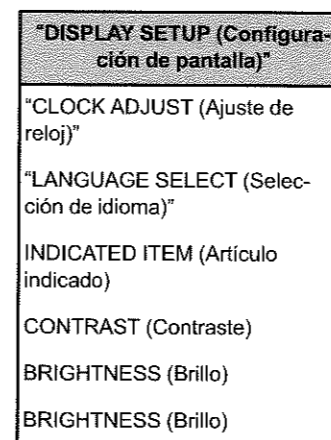 "DISPLAY SETUP (Configura-
ción de pantalla)"
"CLOCK ADJUST (Ajuste de
reloj)"
"LANGUAGE SELECT (Selec-
ción de idioma)"
INDICATED ITEM (Artículo
indicado)
CONTRAST (Contraste)
BRIGHTNESS (Brillo)
BRIGHTNESS (Brillo)